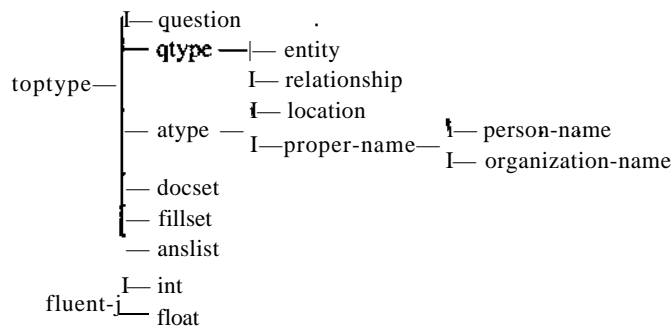 question
qtype entity
relationship
toptype
location
atype proper-name person-name
organization-name
docset
fillset
anslist
int
fluent
float